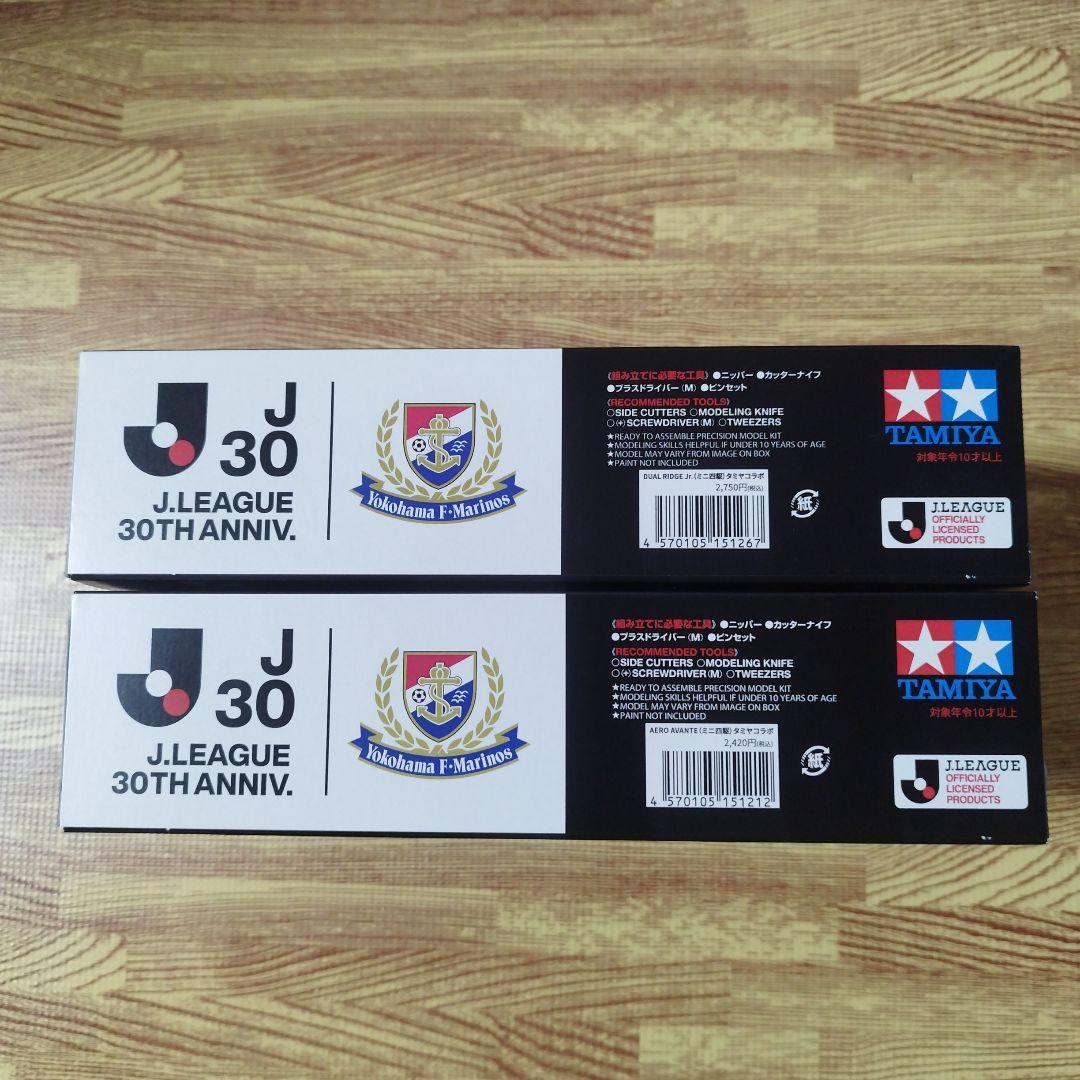 J
30
J.LEAGUE
30TH ANNIV.
Yokohama F·Marinos
《組み立てに必要な工具》●ニッパー ●カッターナイフ
●プラスドライバー(M) ●ピンセット
《RECOMMENDED TOOLS》
○SIDE CUTTERS ○MODELING KNIFE
○(+)SCREWDRIVER(M) ○TWEEZERS
★READY TO ASSEMBLE PRECISION MODEL KIT
★MODELING SKILLS HELPFUL IF UNDER 10 YEARS OF AGE
★MODEL MAY VARY FROM IMAGE ON BOX
★PAINT NOT INCLUDED
DUAL RIDGE Jr.(ミニ四駆)タミヤコラボ
2,750円(税込)
4 570105 151267
紙
TAMIYA
対象年令10才以上
J.LEAGUE
OFFICIALLY
LICENSED
PRODUCTS
J
30
J.LEAGUE
30TH ANNIV.
Yokohama F·Marinos
《組み立てに必要な工具》●ニッパー ●カッターナイフ
●プラスドライバー(M) ●ピンセット
《RECOMMENDED TOOLS》
○SIDE CUTTERS ○MODELING KNIFE
○(+)SCREWDRIVER(M) ○TWEEZERS
★READY TO ASSEMBLE PRECISION MODEL KIT
★MODELING SKILLS HELPFUL IF UNDER 10 YEARS OF AGE
★MODEL MAY VARY FROM IMAGE ON BOX
★PAINT NOT INCLUDED
AERO AVANTE(ミニ四駆)タミヤコラボ
2,420円(税込)
4 570105 151212
紙
TAMIYA
対象年令10才以上
J.LEAGUE
OFFICIALLY
LICENSED
PRODUCTS